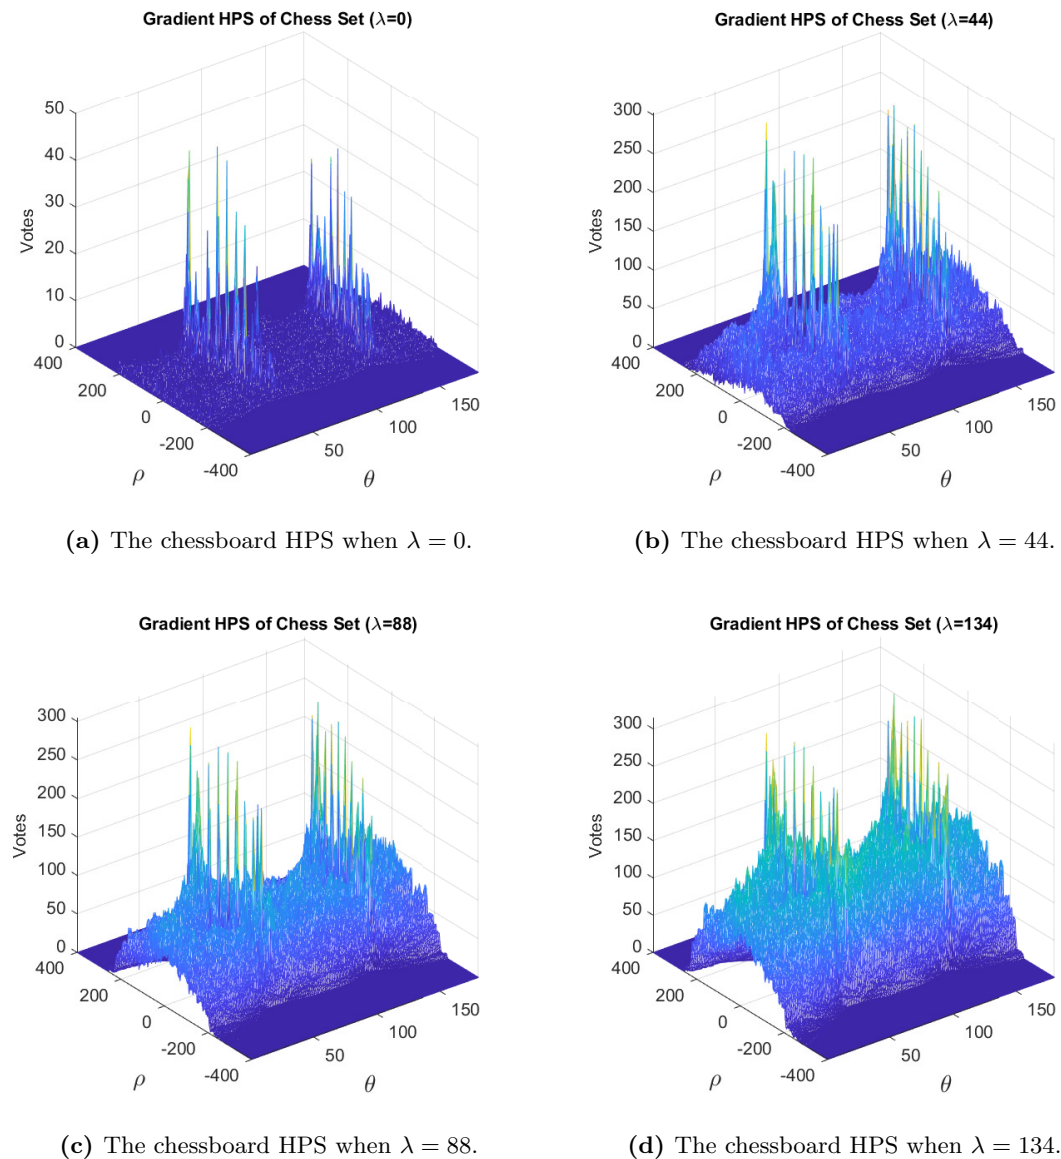 Gradient HPS of Chess Set (λ=0)
50
40
30
20
10
0
Votes
400
200
0
-200
-400
ρ
50
100
150
θ
(a) The chessboard HPS when λ = 0.
Gradient HPS of Chess Set (λ=44)
300
250
200
150
100
50
0
Votes
400
200
0
-200
-400
ρ
50
100
150
θ
(b) The chessboard HPS when λ = 44.
Gradient HPS of Chess Set (λ=88)
300
250
200
150
100
50
0
Votes
400
200
0
-200
-400
ρ
50
100
150
θ
(c) The chessboard HPS when λ = 88.
Gradient HPS of Chess Set (λ=134)
300
250
200
150
100
50
0
Votes
400
200
0
-200
-400
ρ
50
100
150
θ
(d) The chessboard HPS when λ = 134.